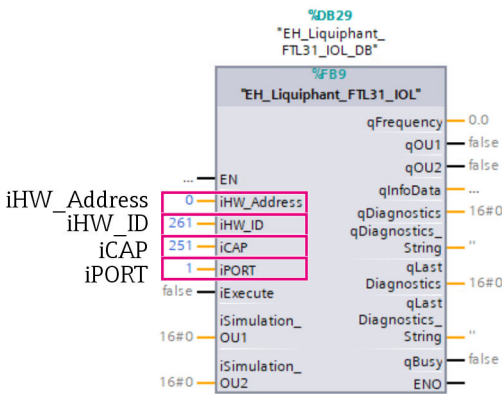 %DB29
"EH_Liquiphant_
FTL31_IOL_DB"
%FB9
"EH_Liquiphant_FTL31_IOL"
qFrequency 0.0
qOU1 false
qOU2 false
... EN
qInfoData ...
iHW_Address 0 iHW_Address
qDiagnostics 16#0
iHW_ID 261 iHW_ID
qDiagnostics_
String ''
iCAP 251 iCAP
iPORT 1 iPORT
qLast
Diagnostics 16#0
false iExecute
qLast
Diagnostics_
String ''
iSimulation_
16#0 OU1
qBusy false
iSimulation_
16#0 OU2
ENO